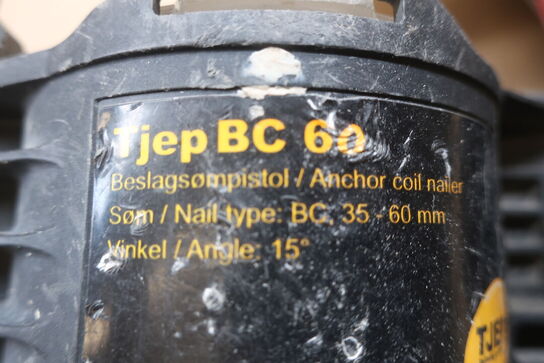 Tjep BC 60
Beslagsømpistol / Anchor coil nailer
Søm / Nail type: BC, 35 - 60 mm
Vinkel / Angle: 15°
TJEP